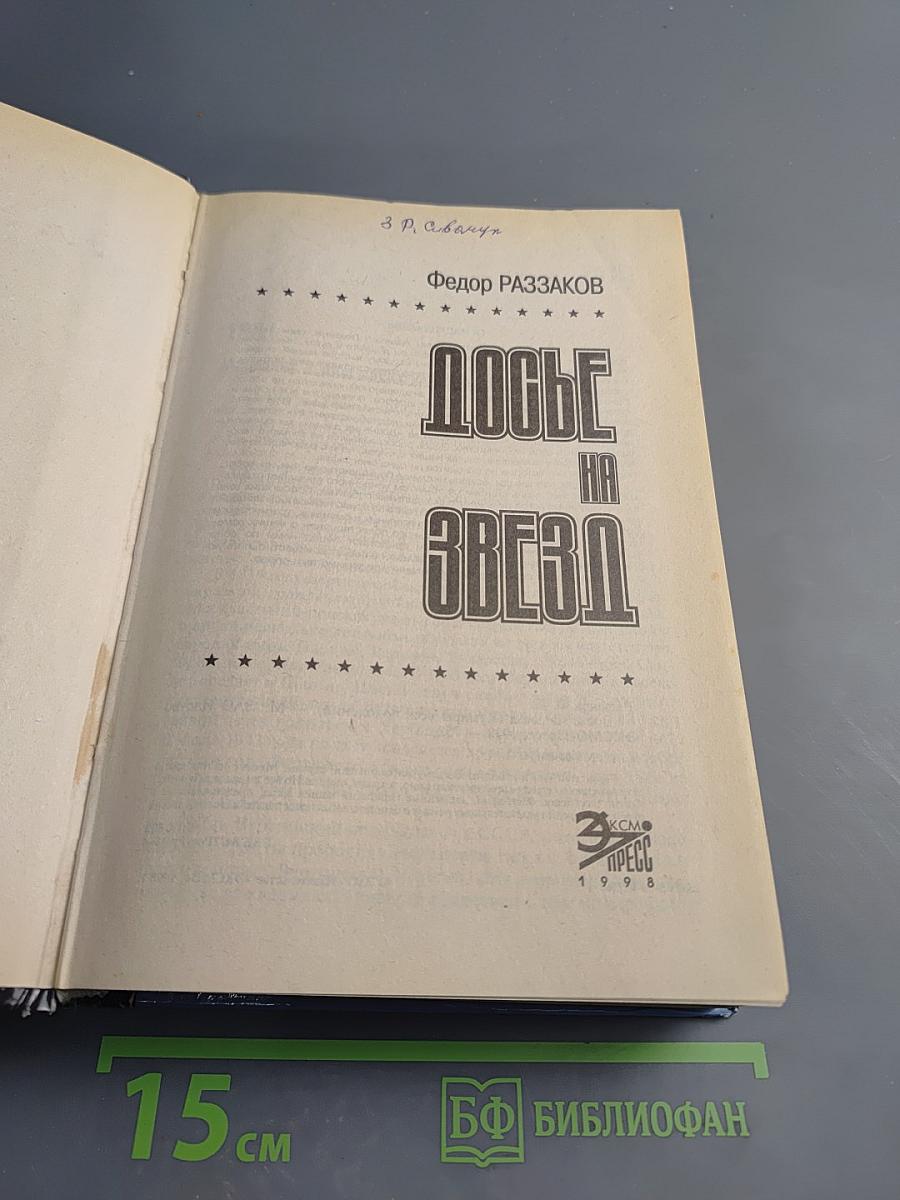 Федор РАЗЗАКОВ
ДОСЬЕ
НА
ЗВЕЗД
ЭКСМО
ПРЕСС
1998
15 см
БФ БИБЛИОФАН